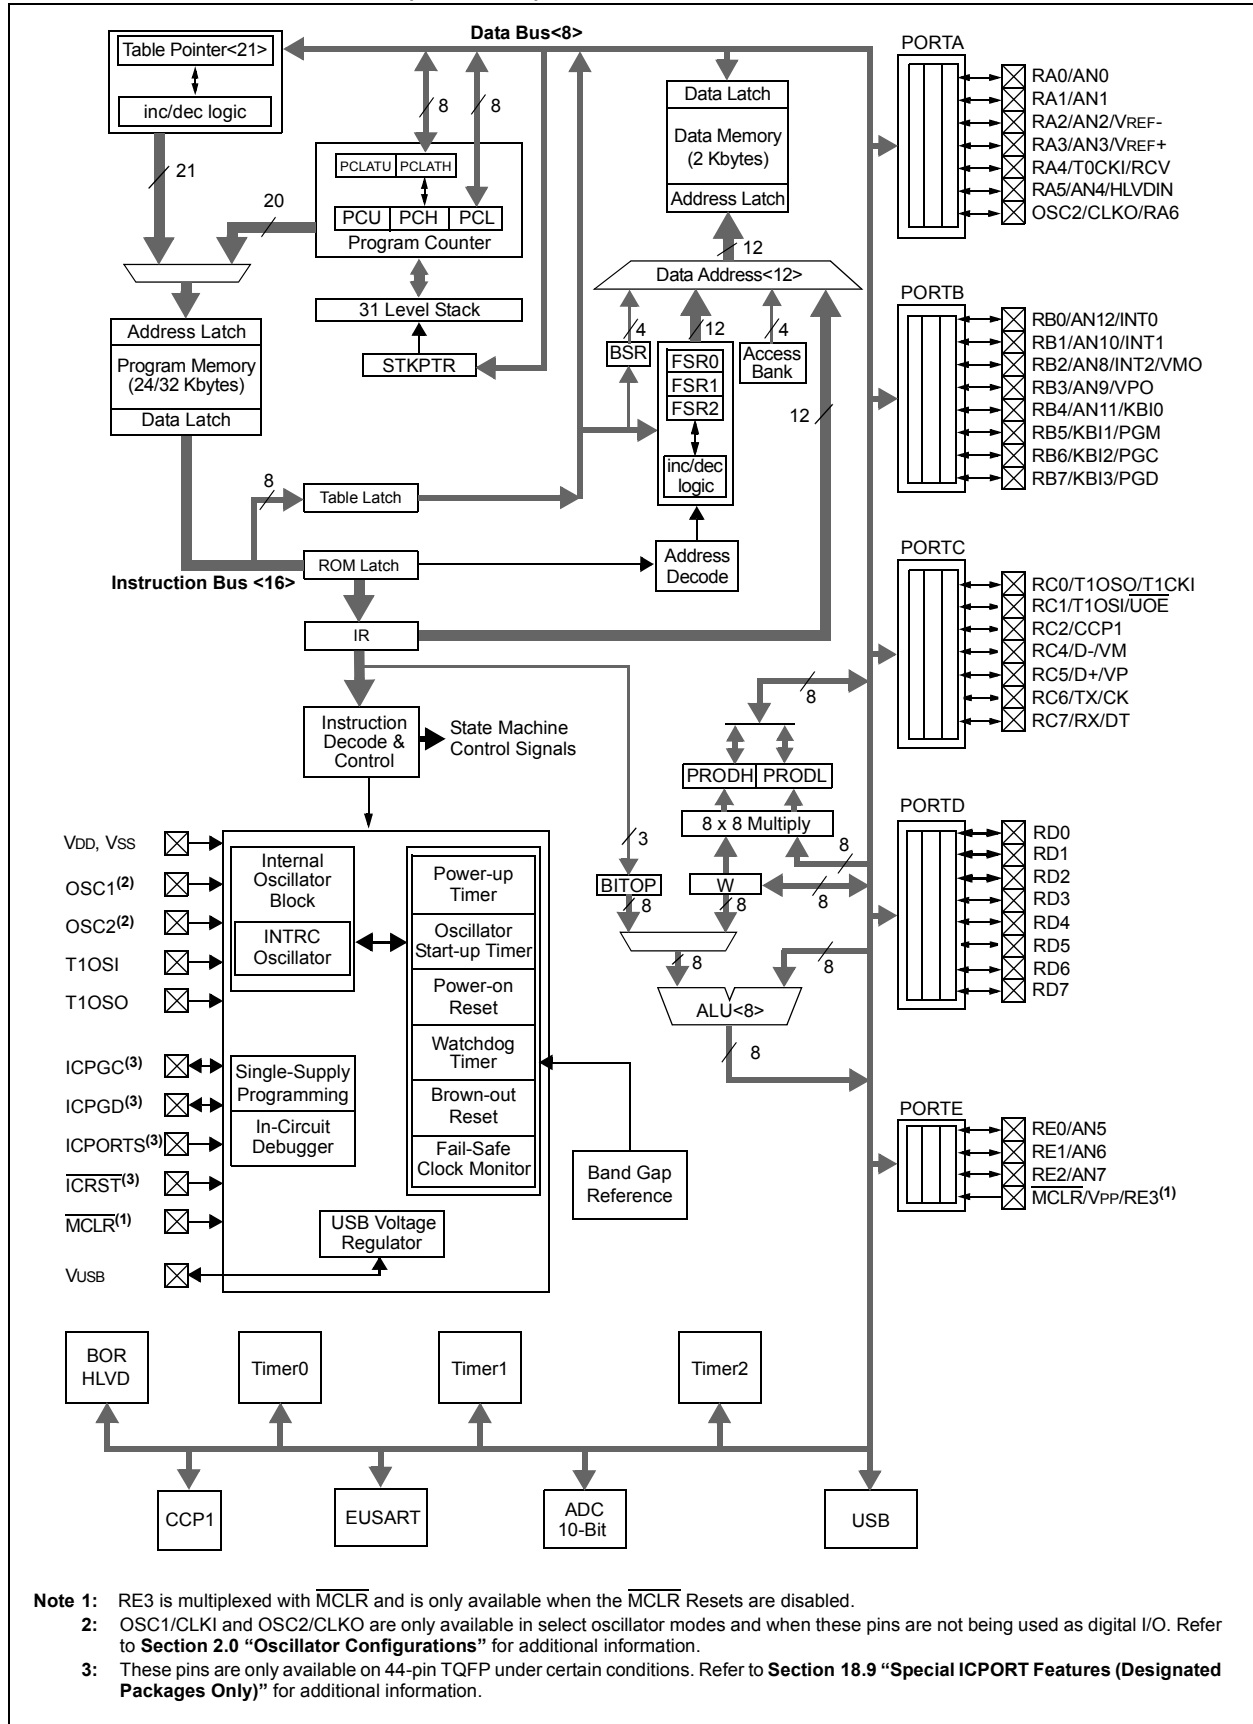 Data Bus<8>
Table Pointer<21>
inc/dec logic
21
20
8
8
PCLATU PCLATH
PCU PCH PCL
Program Counter
31 Level Stack
STKPTR
Address Latch
Program Memory
(24/32 Kbytes)
Data Latch
8
Table Latch
ROM Latch
Instruction Bus <16>
IR
Data Latch
Data Memory
(2 Kbytes)
Address Latch
12
Data Address<12>
4
12
4
BSR
FSR0
FSR1
FSR2
inc/dec
logic
Access
Bank
12
Address
Decode
Instruction
Decode &
Control
State Machine
Control Signals
8
PRODH PRODL
8 x 8 Multiply
3
8
BITOP
W
8
8
8
8
8
ALU<8>
8
PORTA
RA0/AN0
RA1/AN1
RA2/AN2/VREF-
RA3/AN3/VREF+
RA4/T0CKI/RCV
RA5/AN4/HLVDIN
OSC2/CLKO/RA6
PORTB
RB0/AN12/INT0
RB1/AN10/INT1
RB2/AN8/INT2/VMO
RB3/AN9/VPO
RB4/AN11/KBI0
RB5/KBI1/PGM
RB6/KBI2/PGC
RB7/KBI3/PGD
PORTC
RC0/T1OSO/T1CKI
RC1/T1OSI/UOE
RC2/CCP1
RC4/D-/VM
RC5/D+/VP
RC6/TX/CK
RC7/RX/DT
PORTD
RD0
RD1
RD2
RD3
RD4
RD5
RD6
RD7
PORTE
RE0/AN5
RE1/AN6
RE2/AN7
MCLR/VPP/RE3(1)
VDD, VSS
OSC1(2)
OSC2(2)
T1OSI
T1OSO
ICPGC(3)
ICPGD(3)
ICPORTS(3)
ICRST(3)
MCLR(1)
VUSB
Internal
Oscillator
Block
INTRC
Oscillator
Single-Supply
Programming
In-Circuit
Debugger
Power-up
Timer
Oscillator
Start-up Timer
Power-on
Reset
Watchdog
Timer
Brown-out
Reset
Fail-Safe
Clock Monitor
Band Gap
Reference
USB Voltage
Regulator
BOR
HLVD
Timer0
Timer1
Timer2
CCP1
EUSART
ADC
10-Bit
USB
Note 1: RE3 is multiplexed with MCLR and is only available when the MCLR Resets are disabled.
2: OSC1/CLKI and OSC2/CLKO are only available in select oscillator modes and when these pins are not being used as digital I/O. Refer
to Section 2.0 “Oscillator Configurations” for additional information.
3: These pins are only available on 44-pin TQFP under certain conditions. Refer to Section 18.9 “Special ICPORT Features (Designated
Packages Only)” for additional information.